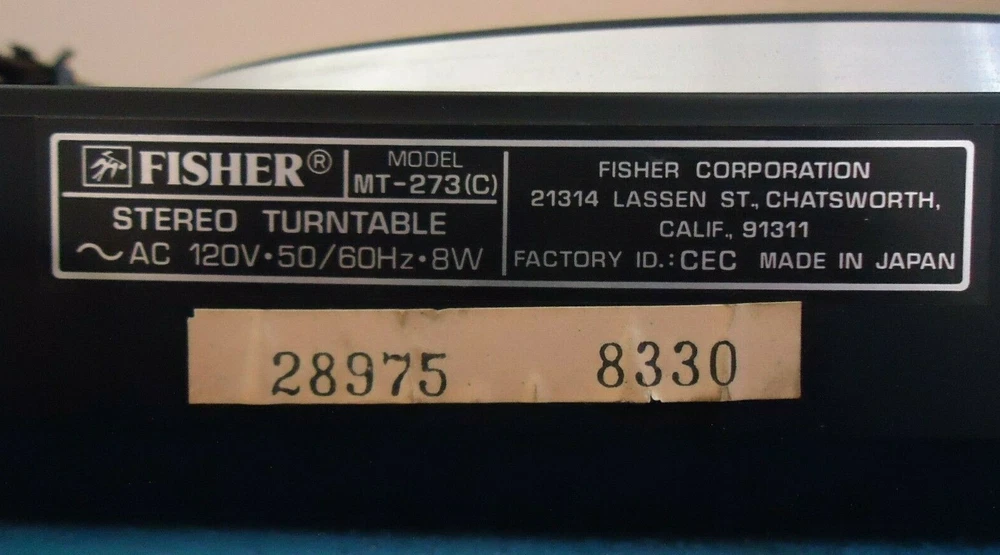 FISHER®
MODEL
MT-273(C)
STEREO TURNTABLE
~AC 120V·50/60Hz·8W
FISHER CORPORATION
21314 LASSEN ST., CHATSWORTH,
CALIF., 91311
FACTORY ID.: CEC MADE IN JAPAN
28975 8330